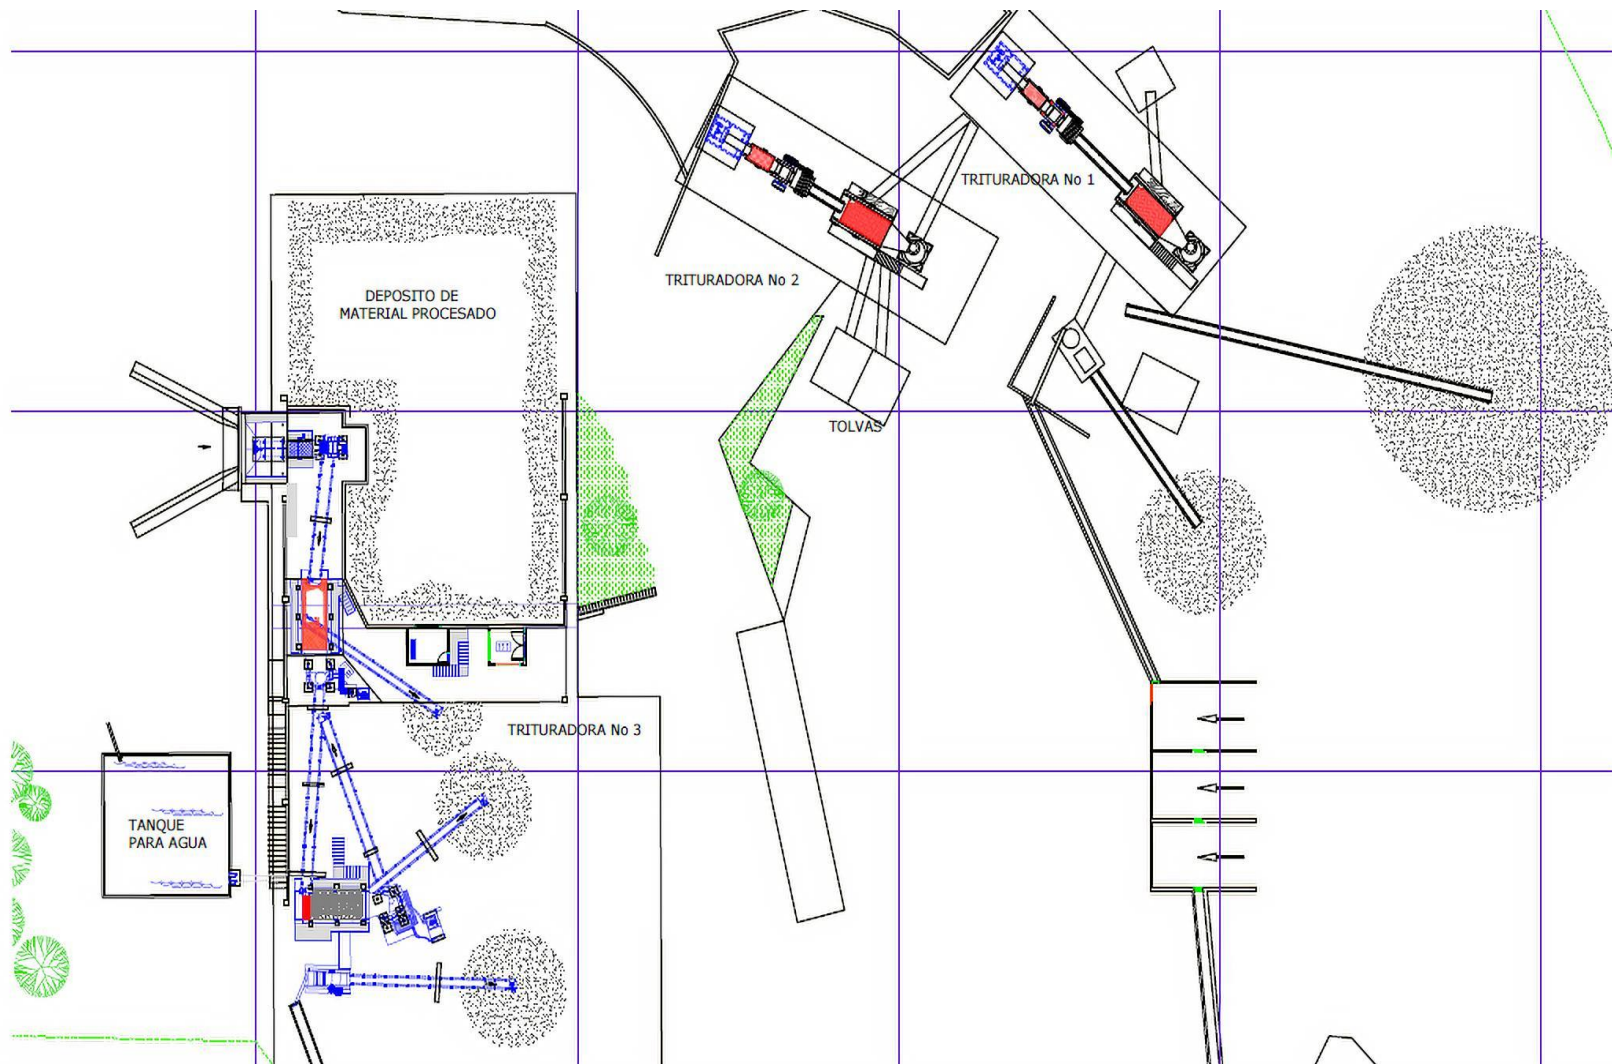 TRITURADORA No 1
TRITURADORA No 2
DEPOSITO DE
MATERIAL PROCESADO
TOLVAS
TRITURADORA No 3
TANQUE
PARA AGUA